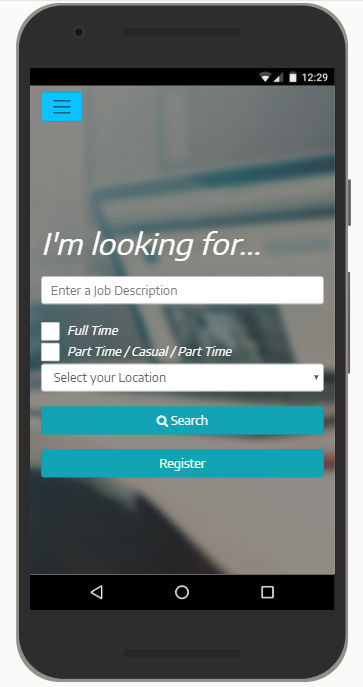 12:29
I'm looking for...
Enter a Job Description
Full Time
Part Time / Casual / Part Time
Select your Location
Search
Register